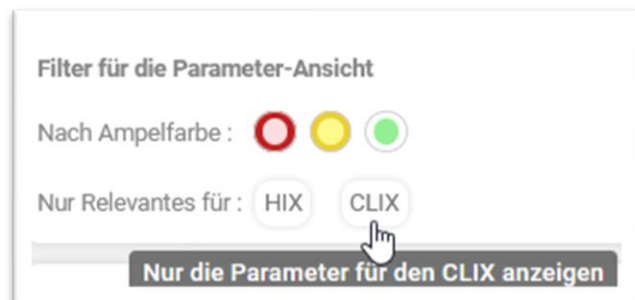 Filter für die Parameter-Ansicht
Nach Ampelfarbe :
Nur Relevantes für : HIX CLIX
Nur die Parameter für den CLIX anzeigen